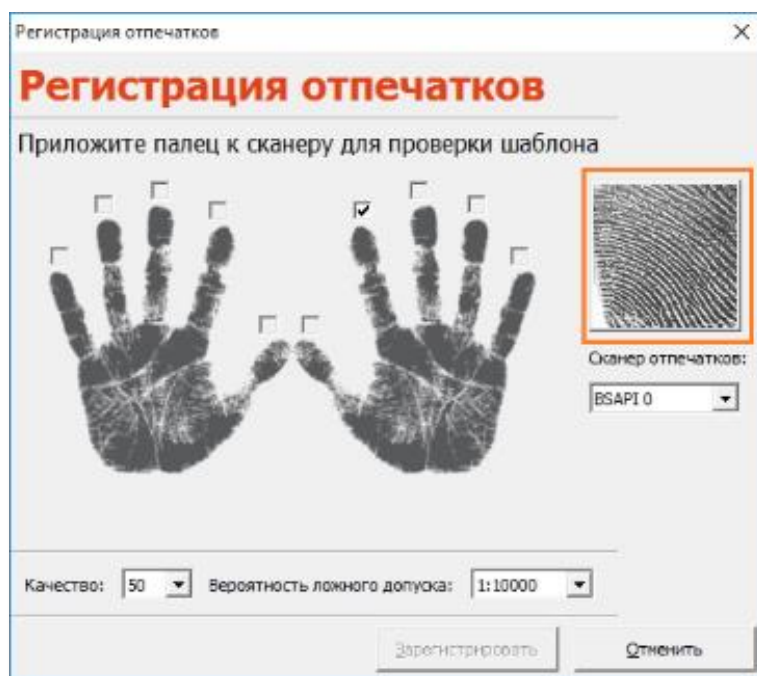 Регистрация отпечатков
Регистрация отпечатков
Приложите палец к сканеру для проверки шаблона
Сканер отпечатков:
BSAPI 0
Качество: 50 Вероятность ложного допуска: 1:10000
Зарегистрировать Отменить